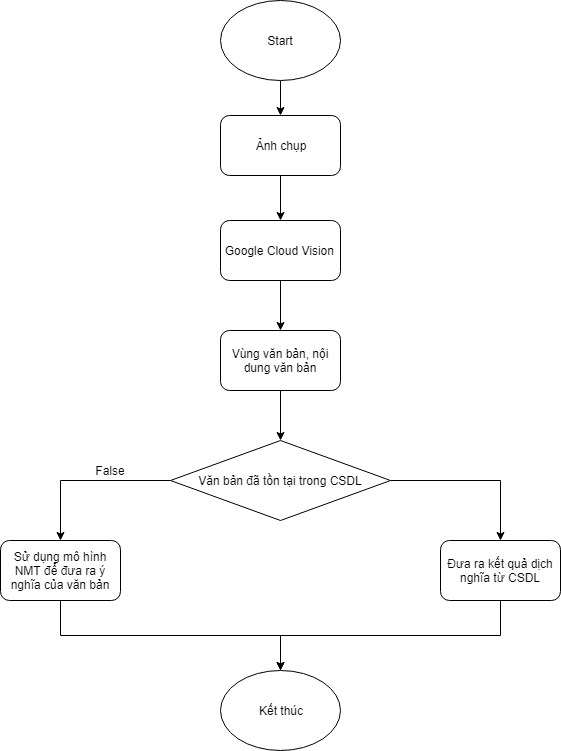 Start
Ảnh chụp
Google Cloud Vision
Vùng văn bản, nội
dung văn bản
Văn bản đã tồn tại trong CSDL
False
Sử dụng mô hình
NMT để đưa ra ý
nghĩa của văn bản
Đưa ra kết quả dịch
nghĩa từ CSDL
Kết thúc